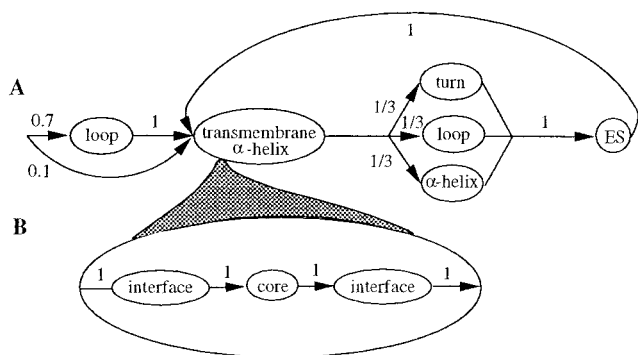 A
1
0.7
loop
1
0.1
transmembrane
α-helix
1/3
1/3
1/3
turn
loop
α-helix
1
ES
B
1
interface
1
core
1
interface
1